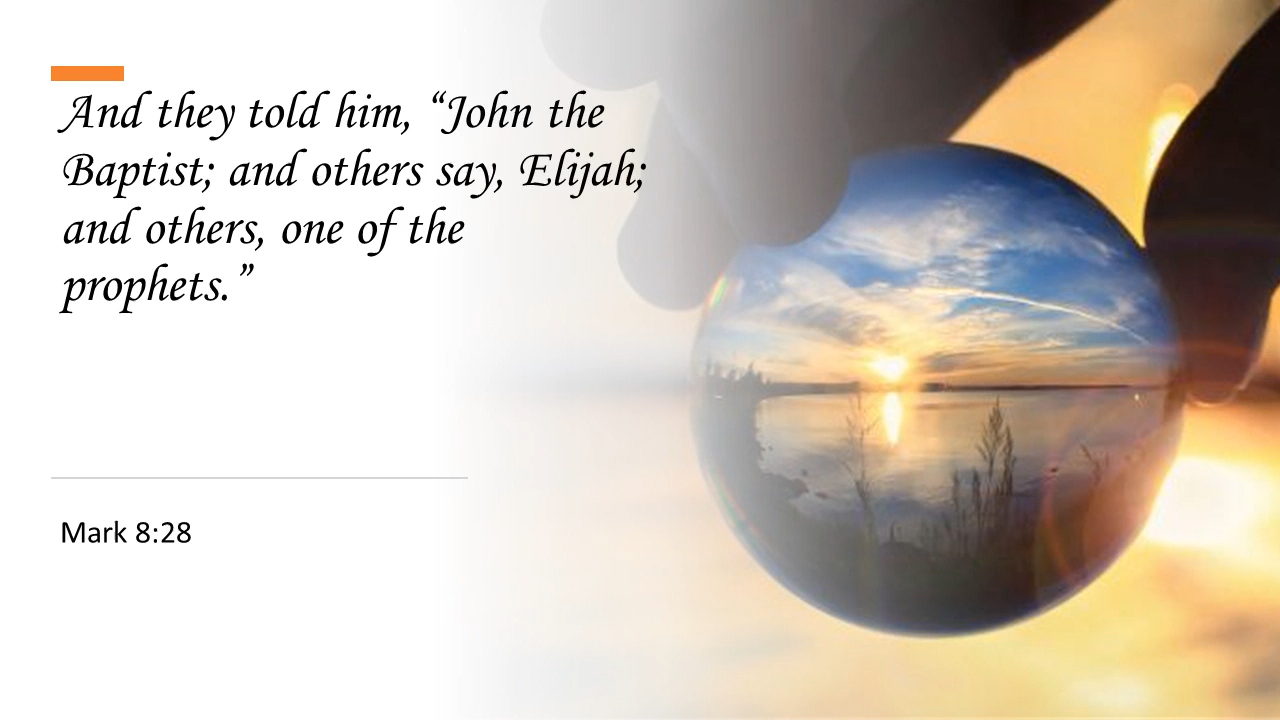 And they told him, “John the
Baptist; and others say, Elijah;
and others, one of the
prophets.”
Mark 8:28